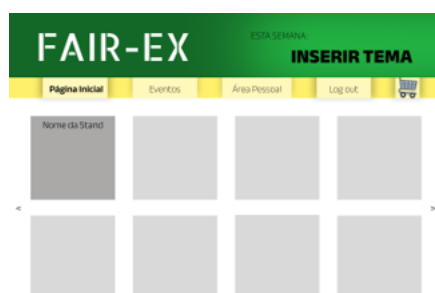 FAIR-EX
ESTA SEMANA:
INSERIR TEMA
Página Inicial
Eventos
Área Pessoal
Log out
Nome da Stand
<
>